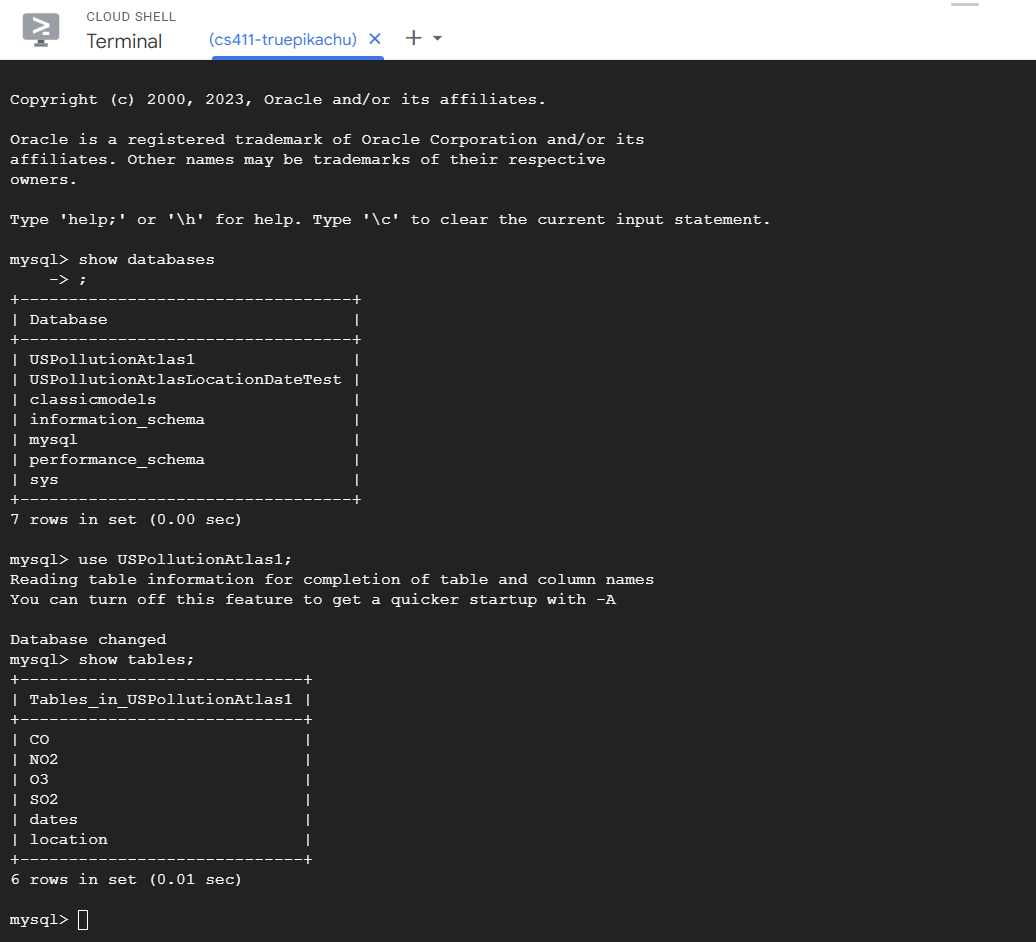 CLOUD SHELL
Terminal
(cs411-truepikachu) ✕ + ▾
Copyright (c) 2000, 2023, Oracle and/or its affiliates.
Oracle is a registered trademark of Oracle Corporation and/or its
affiliates. Other names may be trademarks of their respective
owners.
Type 'help;' or '\h' for help. Type '\c' to clear the current input statement.
mysql> show databases
    -> ;
+----------------------------------+
| Database                         |
+----------------------------------+
| USPollutionAtlas1                |
| USPollutionAtlasLocationDateTest |
| classicmodels                    |
| information_schema               |
| mysql                            |
| performance_schema               |
| sys                              |
+----------------------------------+
7 rows in set (0.00 sec)
mysql> use USPollutionAtlas1;
Reading table information for completion of table and column names
You can turn off this feature to get a quicker startup with -A
Database changed
mysql> show tables;
+-----------------------------+
| Tables_in_USPollutionAtlas1 |
+-----------------------------+
| CO                          |
| NO2                         |
| O3                          |
| SO2                         |
| dates                       |
| location                    |
+-----------------------------+
6 rows in set (0.01 sec)
mysql>